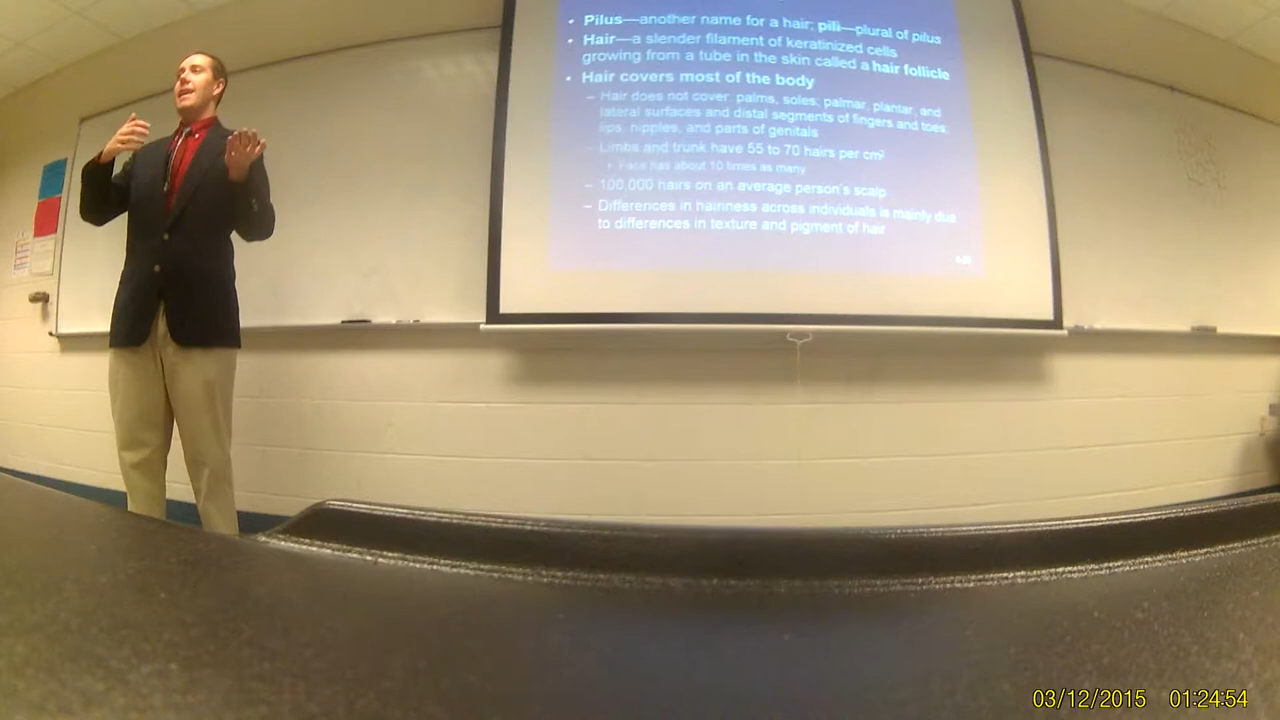 • Pilus—another name for a hair; pili—plural of pilus
• Hair—a slender filament of keratinized cells
growing from a tube in the skin called a hair follicle
• Hair covers most of the body
– Hair does not cover: palms, soles, palmar, plantar, and
lateral surfaces and distal segments of fingers and toes;
lips, nipples, and parts of genitals
– Limbs and trunk have 55 to 70 hairs per cm²
• Face has about 10 times as many
– 100,000 hairs on an average person's scalp
– Differences in hairiness across individuals is mainly due
to differences in texture and pigment of hair
03/12/2015 01:24:54